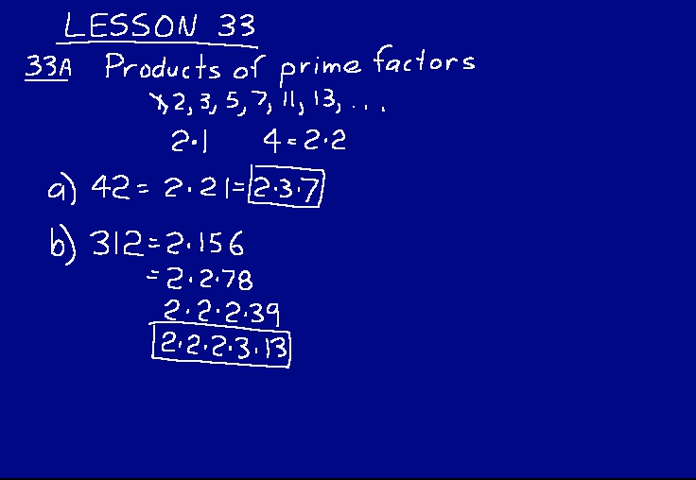 LESSON 33
33A Products of prime factors
1, 2, 3, 5, 7, 11, 13, ...
2·1 4=2·2
a) 42 = 2·21= 2·3·7
b) 312=2·156
=2·2·78
2·2·2·39
2·2·2·3·13